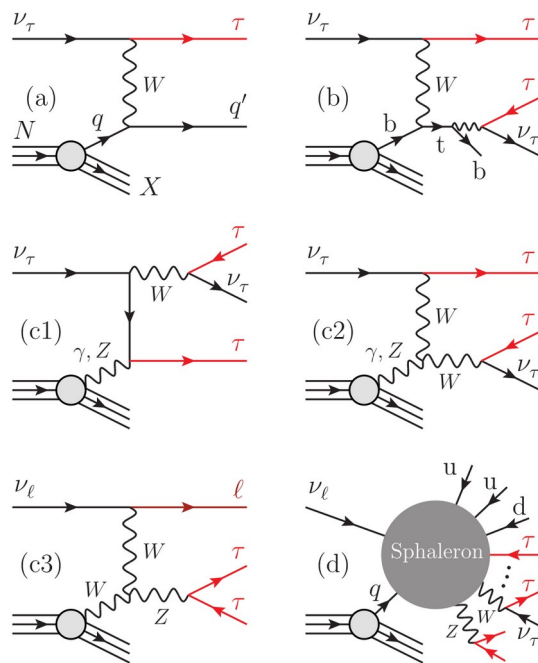 ν_τ τ ν_τ τ
(a) W (b) W τ
N q q′ b t ν_τ
X b
ν_τ τ ν_τ τ
W ν_τ
(c1) (c2) W τ
γ, Z τ γ, Z W ν_τ
ν_ℓ ℓ ν_ℓ u u d
(c3) W τ (d) Sphaleron τ
W Z τ q Z W τ ν_τ